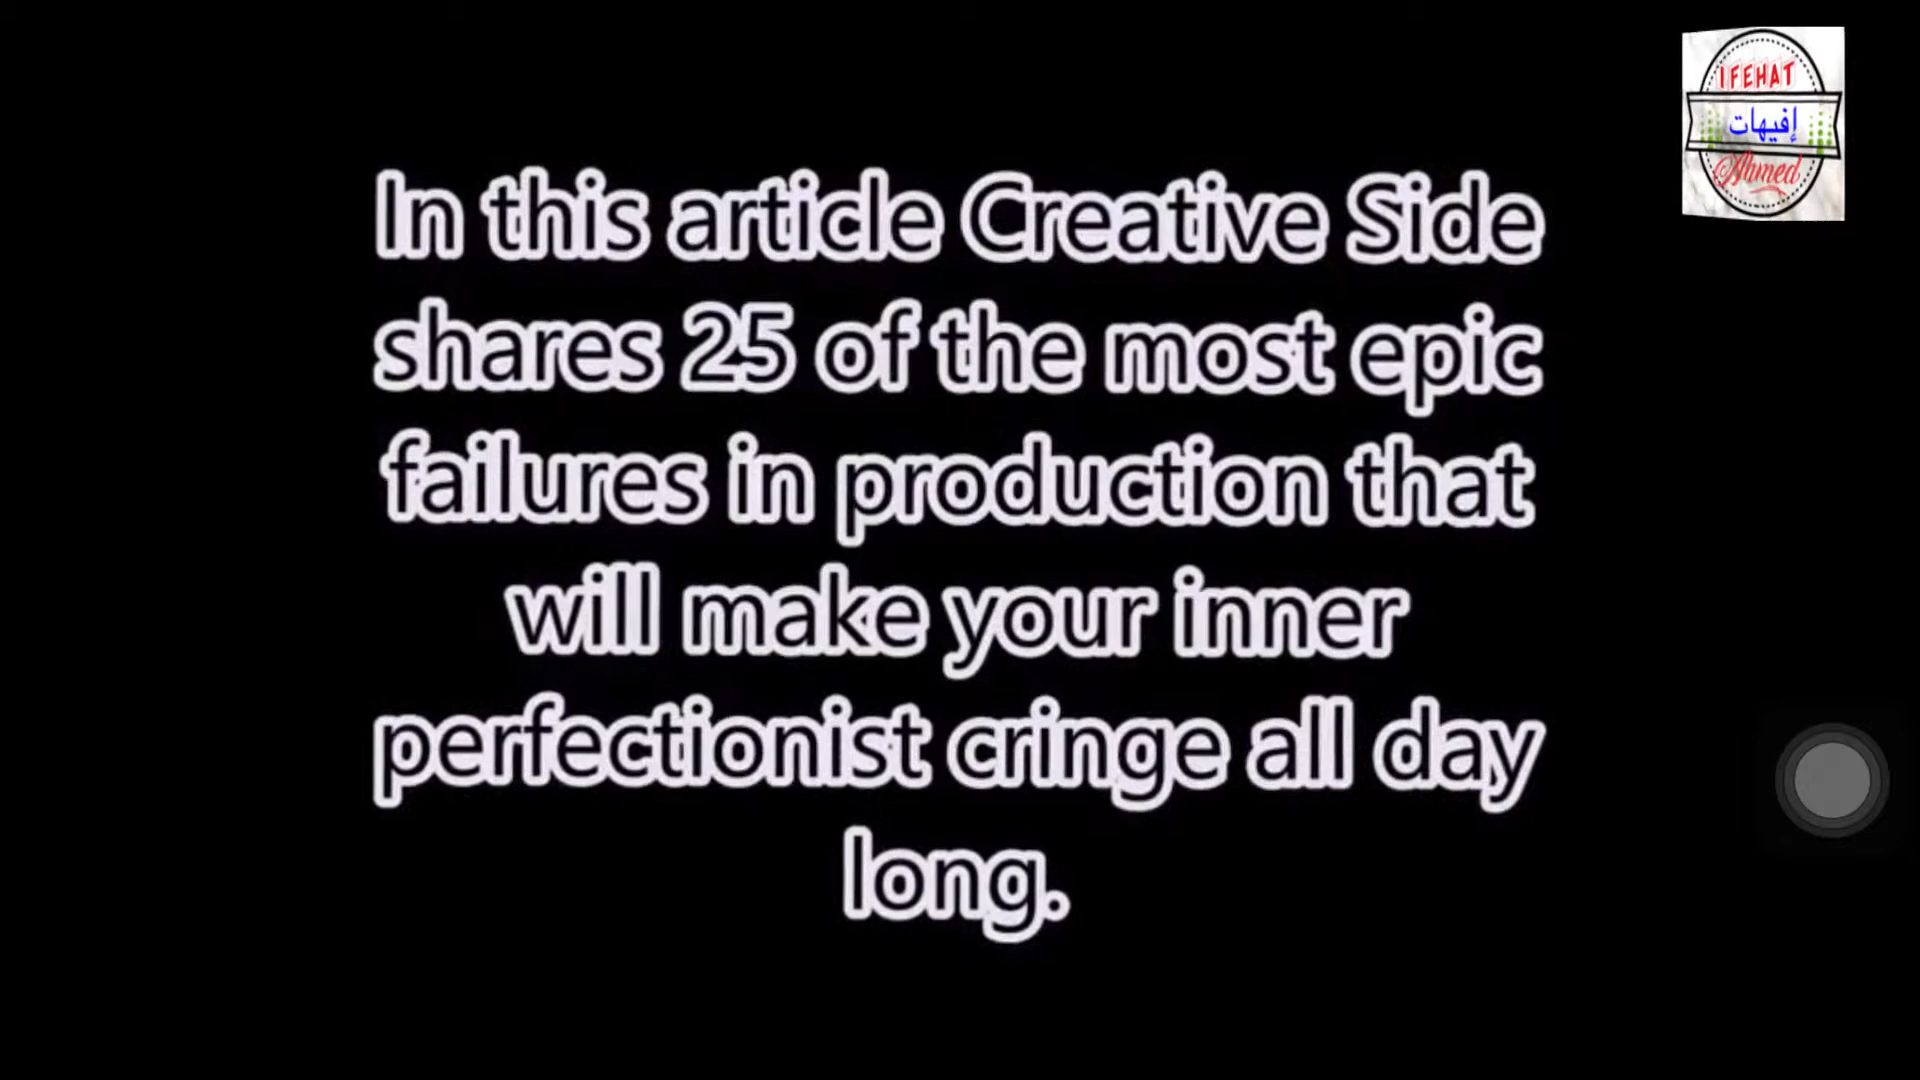 IFEHAT
إفيهات
Ahmed
In this article Creative Side
shares 25 of the most epic
failures in production that
will make your inner
perfectionist cringe all day
long.